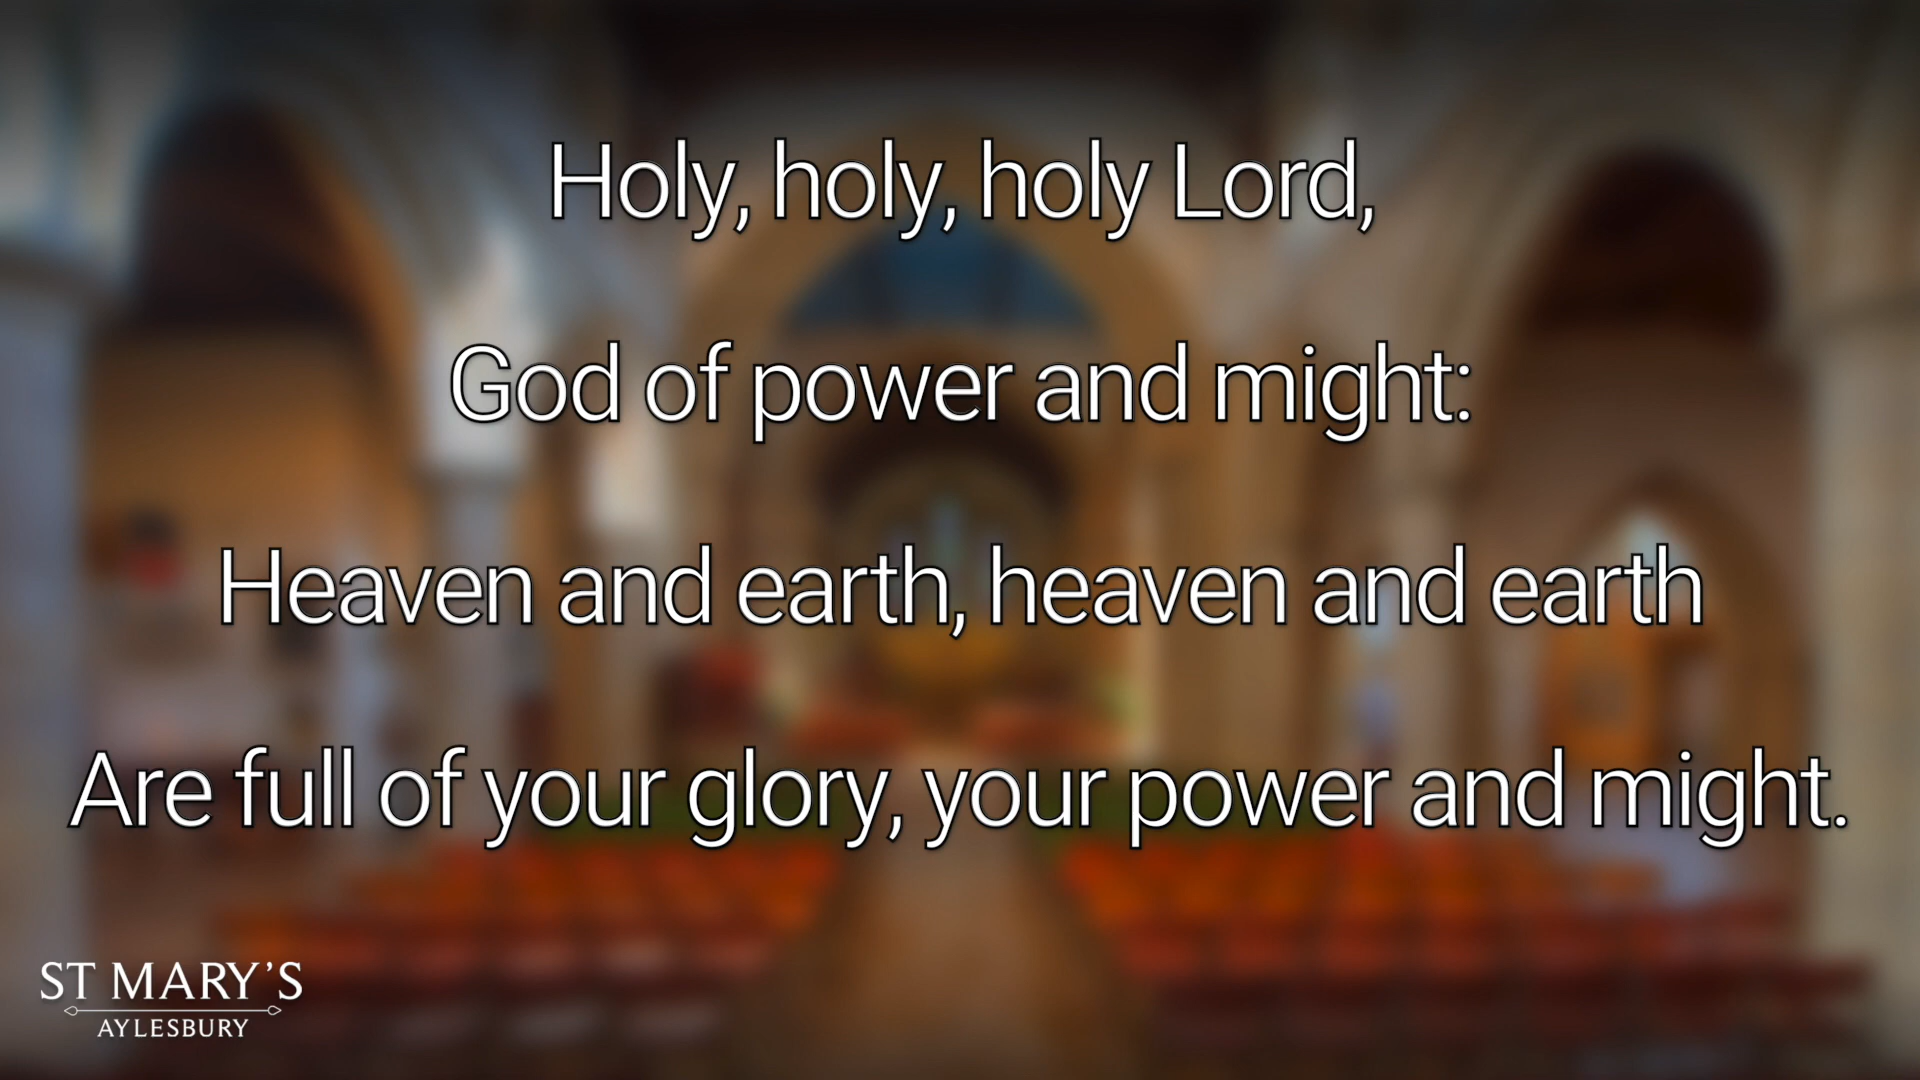 Holy, holy, holy Lord,
God of power and might:
Heaven and earth, heaven and earth
Are full of your glory, your power and might.
ST MARY'S
AYLESBURY